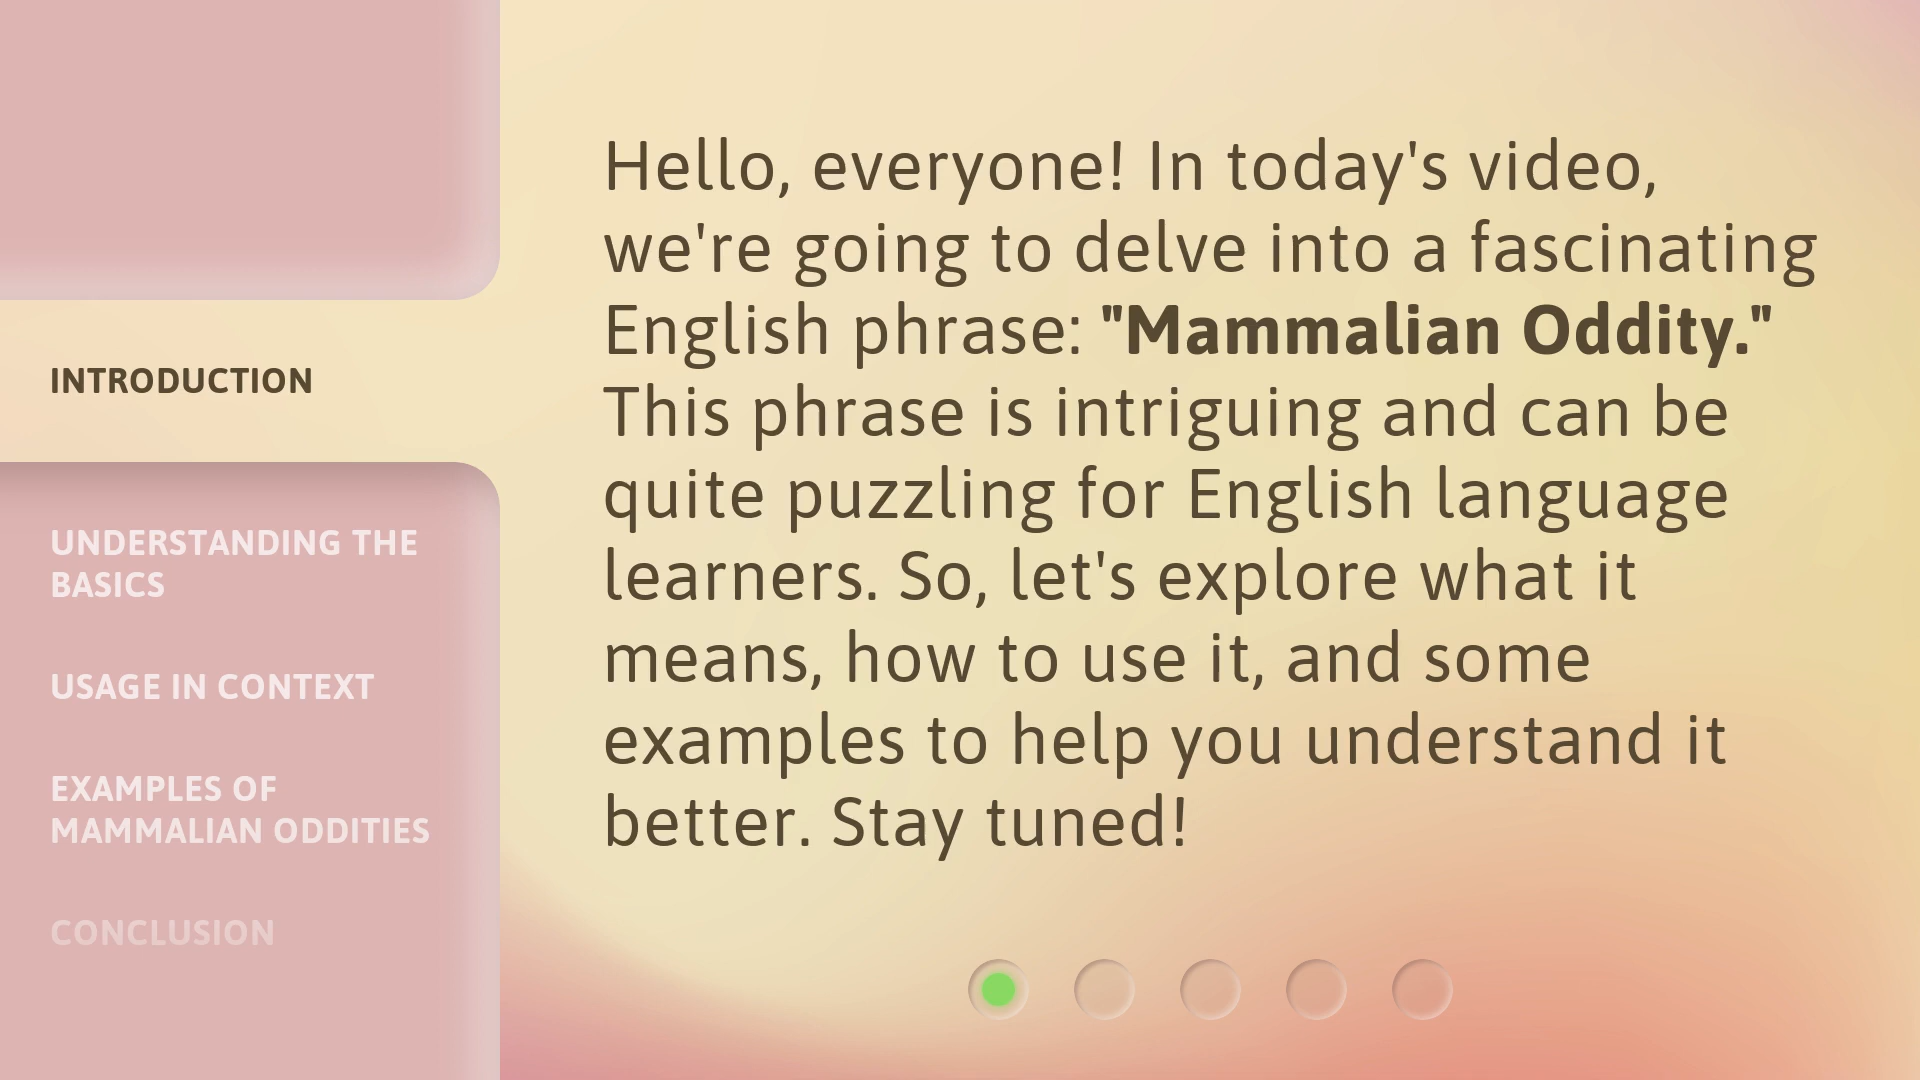 INTRODUCTION
UNDERSTANDING THE
BASICS
USAGE IN CONTEXT
EXAMPLES OF
MAMMALIAN ODDITIES
CONCLUSION
Hello, everyone! In today's video,
we're going to delve into a fascinating
English phrase: "Mammalian Oddity."
This phrase is intriguing and can be
quite puzzling for English language
learners. So, let's explore what it
means, how to use it, and some
examples to help you understand it
better. Stay tuned!